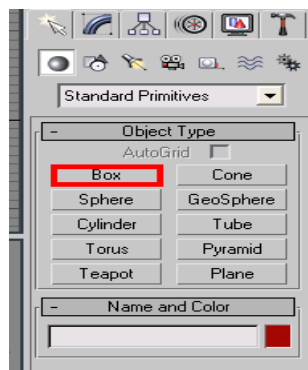 Standard Primitives
- Object Type
AutoGrid
Box Cone
Sphere GeoSphere
Cylinder Tube
Torus Pyramid
Teapot Plane
- Name and Color